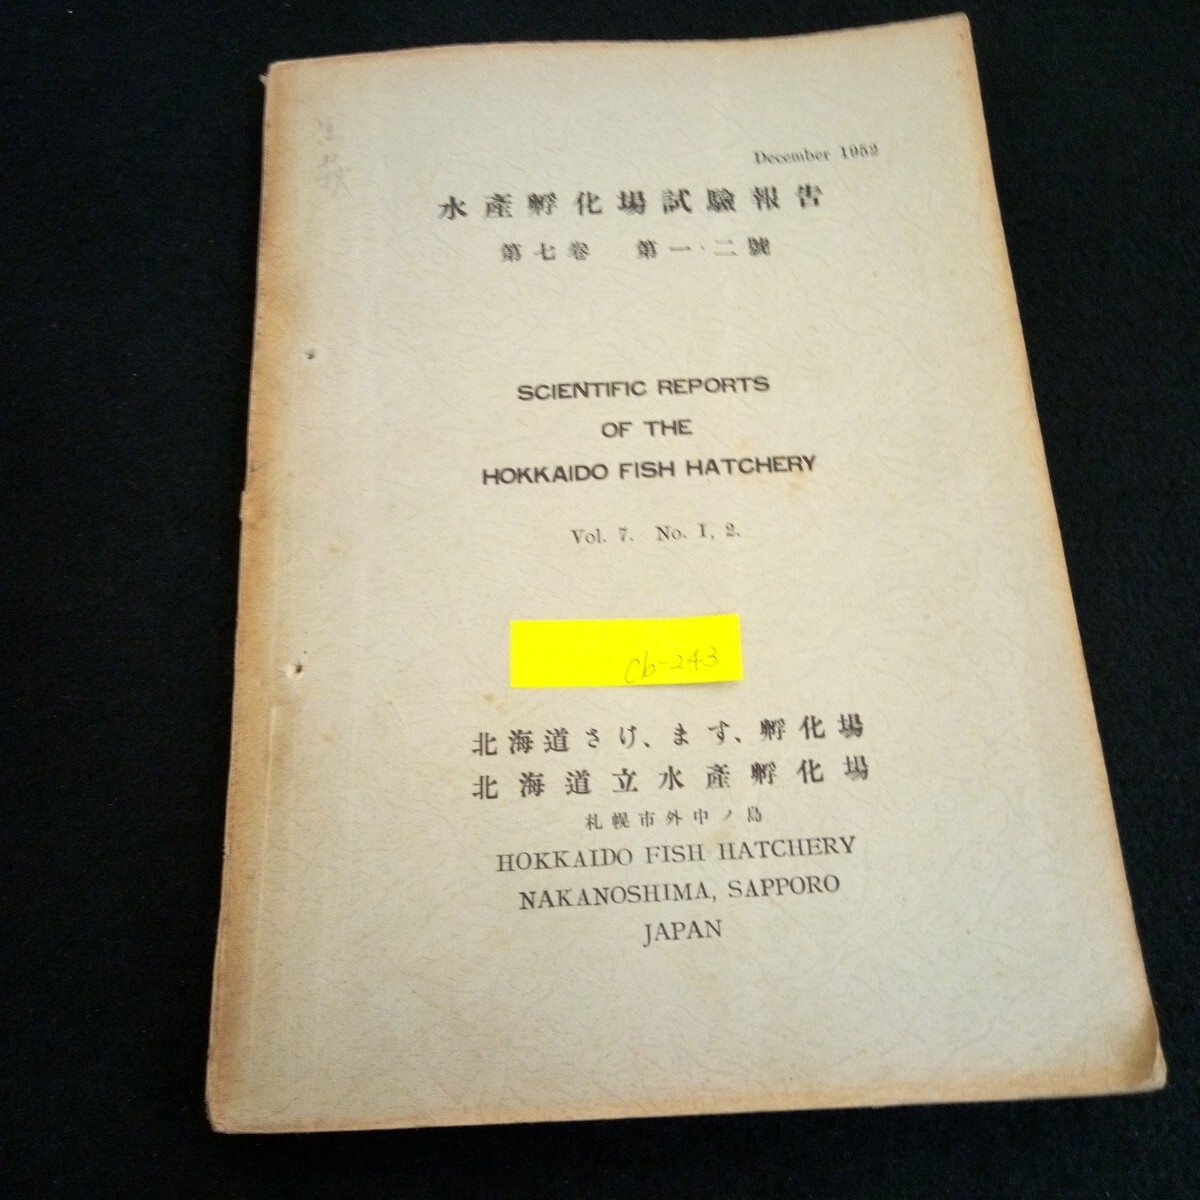 December 1952
水產孵化場試驗報告
第七卷 第一・二號
SCIENTIFIC REPORTS
OF THE
HOKKAIDO FISH HATCHERY
Vol. 7. No. 1, 2.
cb-243
北海道さけ、ます、孵化場
北海道立水產孵化場
札幌市外中ノ島
HOKKAIDO FISH HATCHERY
NAKANOSHIMA, SAPPORO
JAPAN